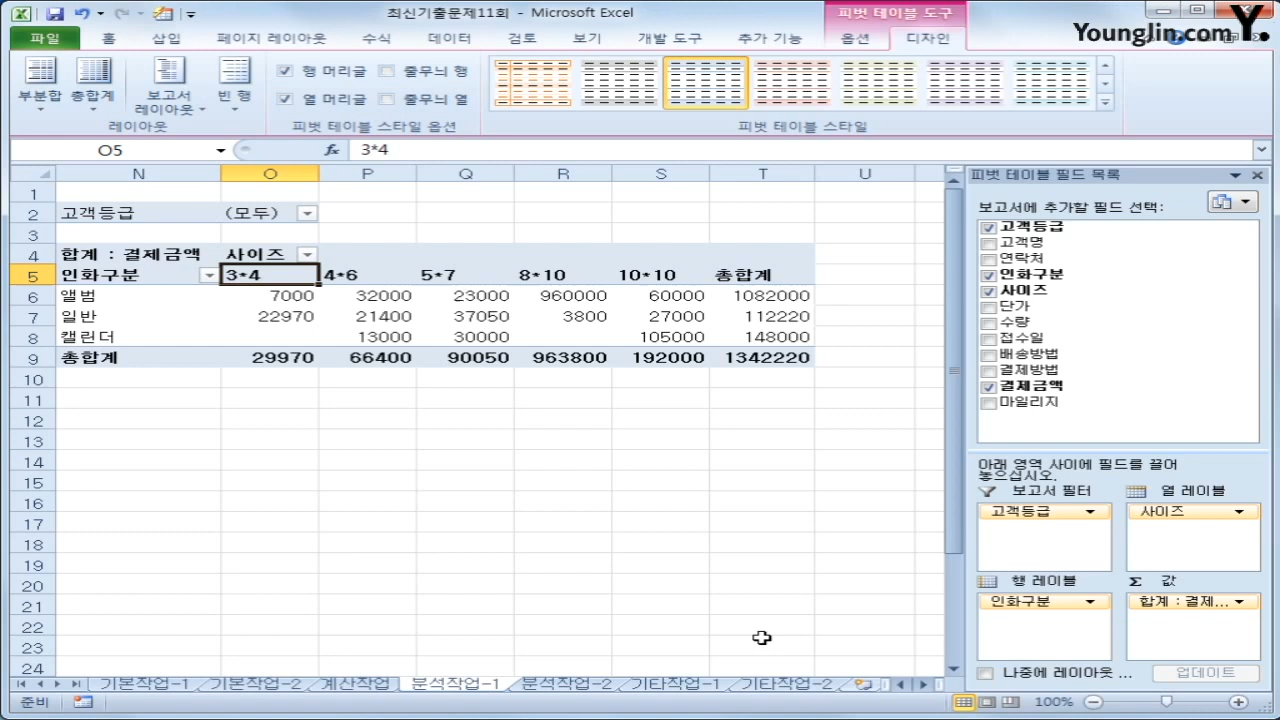 최신기출문제11회 - Microsoft Excel
피벗 테이블 도구
Younglin.com Y.
파일 홈 삽입 페이지 레이아웃 수식 데이터 검토 보기 개발 도구 추가 기능 옵션 디자인
부분합 총합계 보고서 레이아웃 빈 행
행 머리글 줄무늬 행
열 머리글 줄무늬 열
레이아웃 피벗 테이블 스타일 옵션 피벗 테이블 스타일
O5 fx 3*4
N O P Q R S T U
1
2 고객등급 (모두)
3
4 합계 : 결제금액 사이즈
5 인화구분 3*4 4*6 5*7 8*10 10*10 총합계
6 앨범 7000 32000 23000 960000 60000 1082000
7 일반 22970 21400 37050 3800 27000 112220
8 캘린더 13000 30000 105000 148000
9 총합계 29970 66400 90050 963800 192000 1342220
10
11
12
13
14
15
16
17
18
19
20
21
22
23
24
피벗 테이블 필드 목록
보고서에 추가할 필드 선택:
고객등급
고객명
연락처
인화구분
사이즈
단가
수량
접수일
배송방법
결제방법
결제금액
마일리지
아래 영역 사이에 필드를 끌어
놓으십시오.
보고서 필터 열 레이블
고객등급 사이즈
행 레이블 Σ 값
인화구분 합계 : 결제...
나중에 레이아웃 ... 업데이트
기본작업-1 기본작업-2 계산작업 분석작업-1 분석작업-2 기타작업-1 기타작업-2
준비 100%